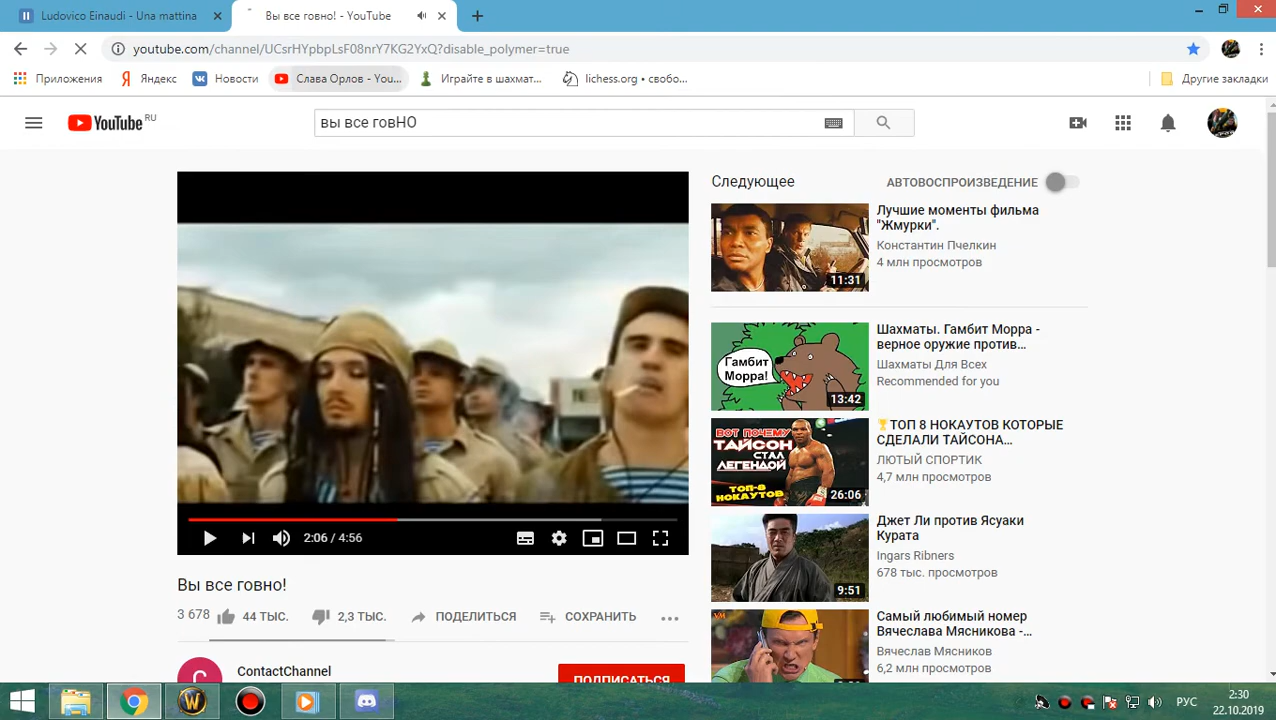 Ludovico Einaudi - Una mattina
Вы все говно! - YouTube
youtube.com/channel/UCsrHYpbpLsF08nrY7KG2YxQ?disable_polymer=true
Приложения
Яндекс
Новости
Слава Орлов - You...
Играйте в шахмат...
lichess.org • свобо...
Другие закладки
YouTube RU
вы все говНО
Следующее
АВТОВОСПРОИЗВЕДЕНИЕ
Лучшие моменты фильма
"Жмурки".
Константин Пчелкин
4 млн просмотров
11:31
Гамбит
Морра!
13:42
Шахматы. Гамбит Морра -
верное оружие против...
Шахматы Для Всех
Recommended for you
ВОТ ПОЧЕМУ
ТАЙСОН
СТАЛ
ЛЕГЕНДОЙ
ТОП-8
НОКАУТОВ
26:06
ТОП 8 НОКАУТОВ КОТОРЫЕ
СДЕЛАЛИ ТАЙСОНА...
ЛЮТЫЙ СПОРТИК
4,7 млн просмотров
Джет Ли против Ясуаки
Курата
Ingars Ribners
678 тыс. просмотров
9:51
Самый любимый номер
Вячеслава Мясникова -...
Вячеслав Мясников
6,2 млн просмотров
2:06 / 4:56
Вы все говно!
3 678
44 ТЫС.
2,3 ТЫС.
ПОДЕЛИТЬСЯ
СОХРАНИТЬ
C
ContactChannel
ПОДПИСАТЬСЯ
РУС
2:30
22.10.2019